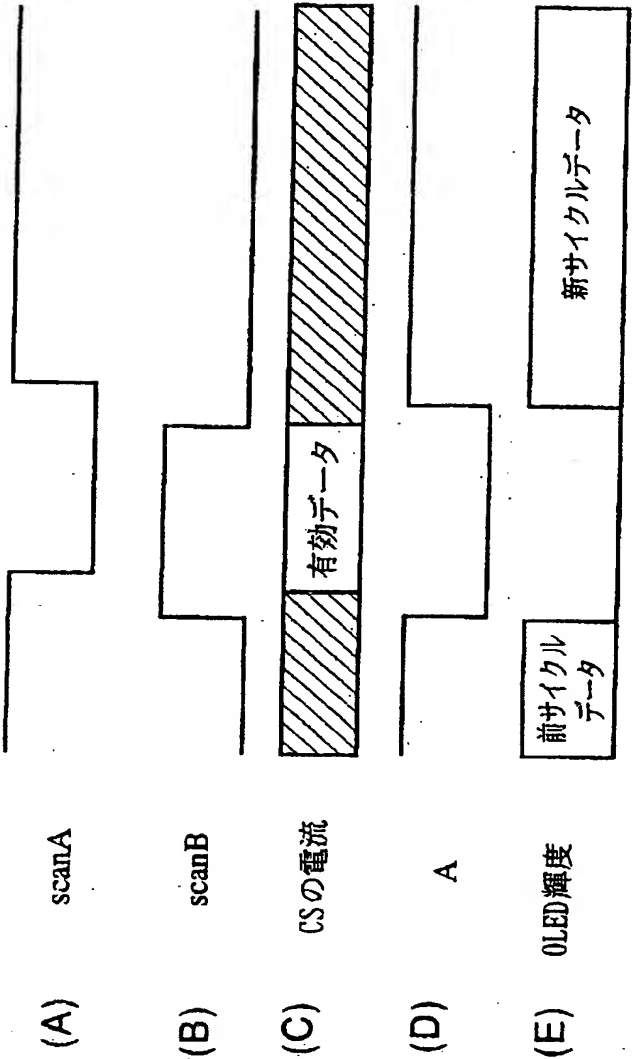 (A) scanA
(B) scanB
(C) CSの電流
有効データ
(D) A
(E) OLED輝度
前サイクル
データ
新サイクルデータ